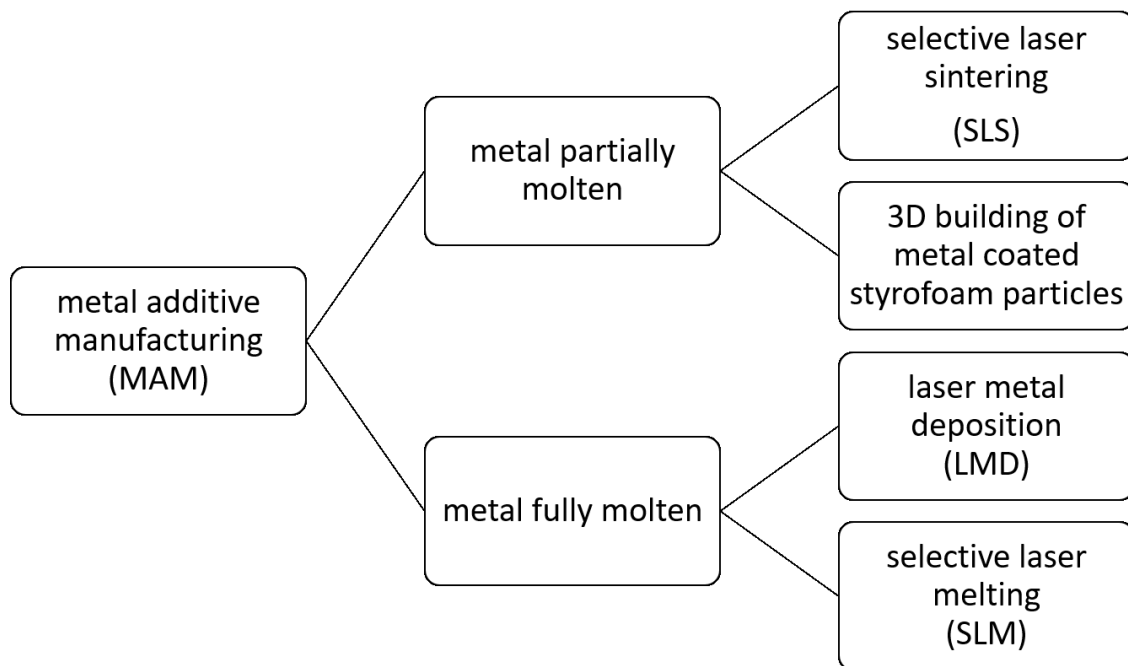 metal additive
manufacturing
(MAM)
metal partially
molten
selective laser
sintering
(SLS)
3D building of
metal coated
styrofoam particles
metal fully molten
laser metal
deposition
(LMD)
selective laser
melting
(SLM)